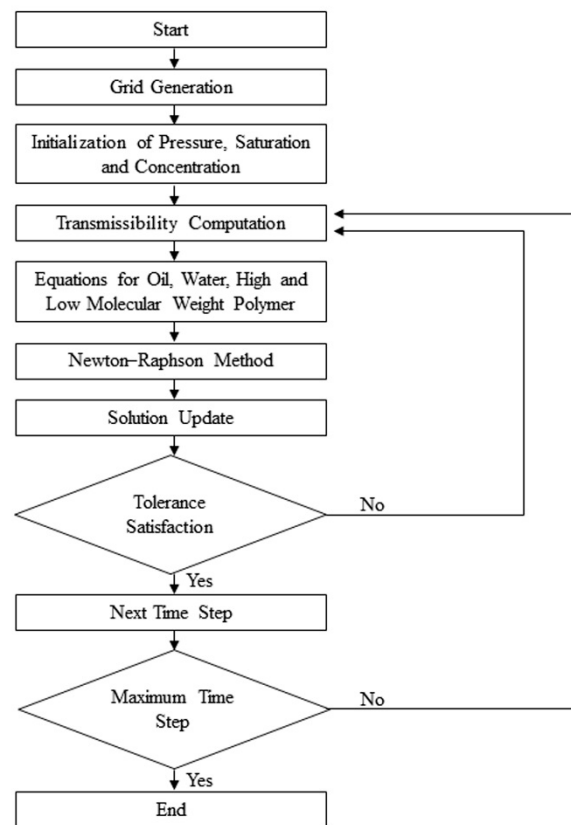 Start
Grid Generation
Initialization of Pressure, Saturation
and Concentration
Transmissibility Computation
Equations for Oil, Water, High and
Low Molecular Weight Polymer
Newton–Raphson Method
Solution Update
Tolerance
Satisfaction
No
Yes
Next Time Step
Maximum Time
Step
No
Yes
End